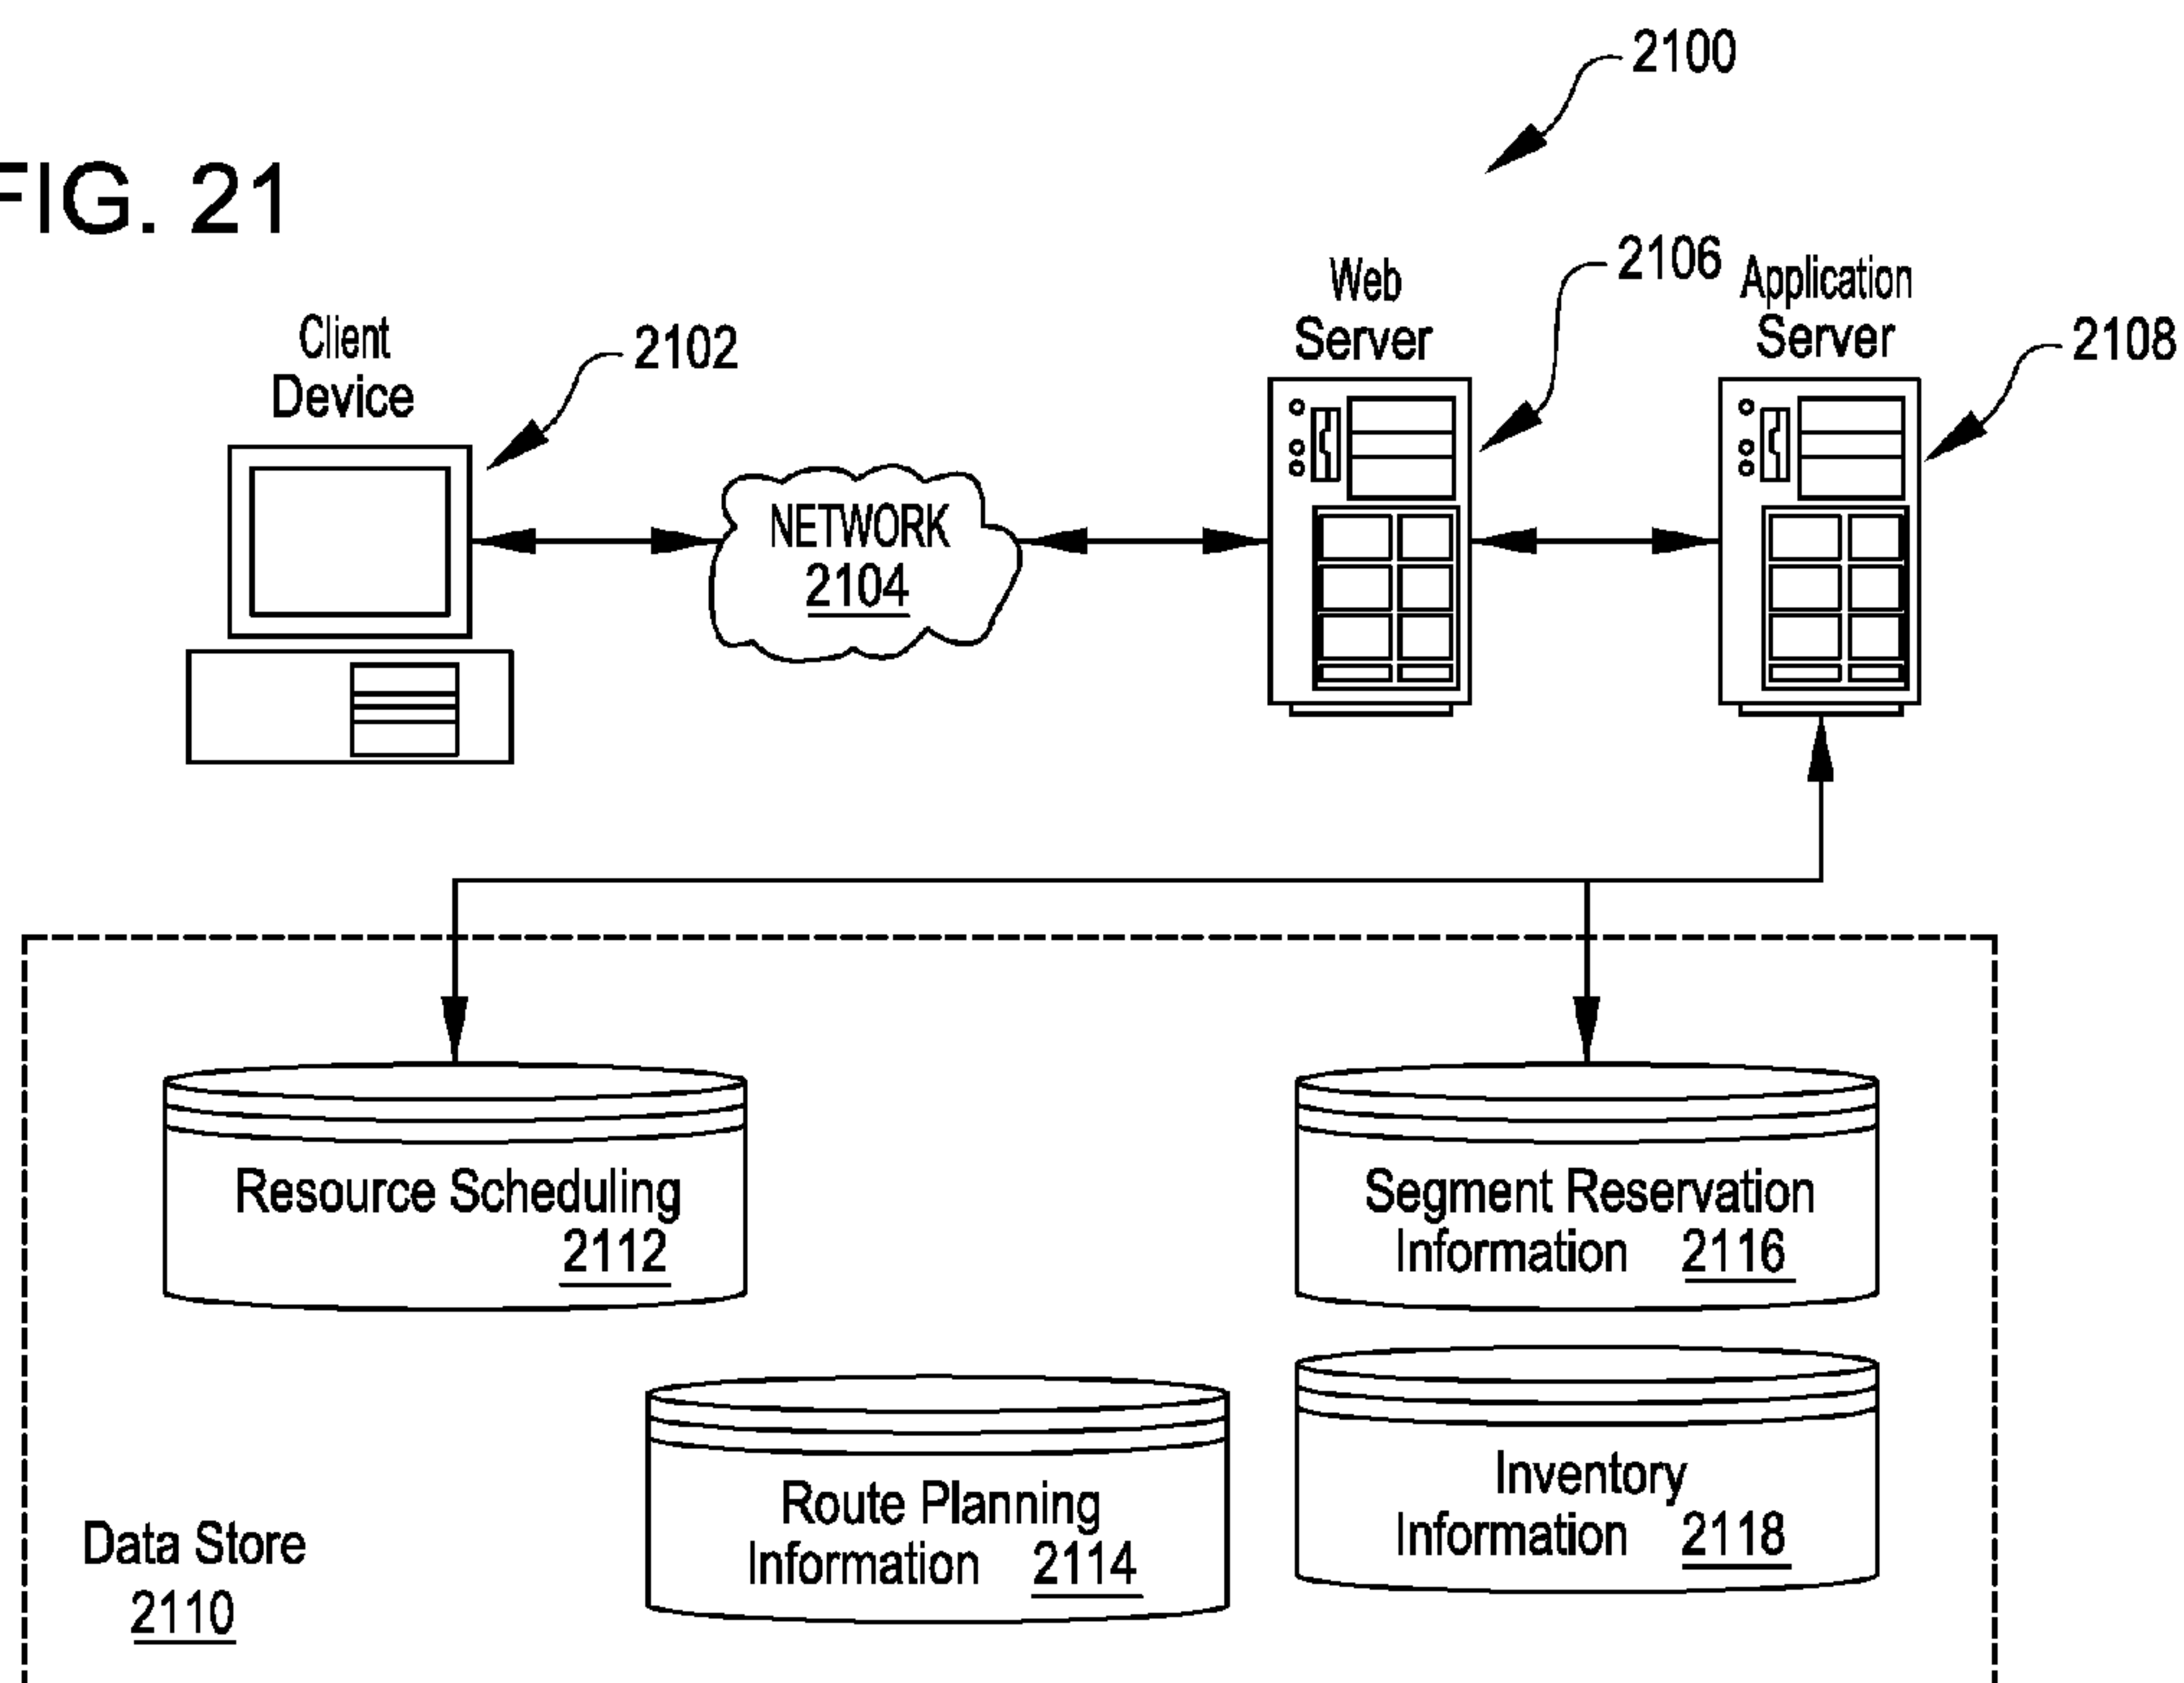 2100
FIG. 21
Web
Server
2106
Application
Server
2108
Client
Device
2102
NETWORK
2104
Resource Scheduling
2112
Segment Reservation
Information 2116
Route Planning
Information 2114
Inventory
Information 2118
Data Store
2110